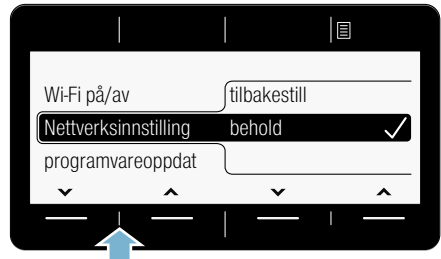 Wi-Fi på/av tilbakestill
Nettverksinnstilling behold
programvareoppdat